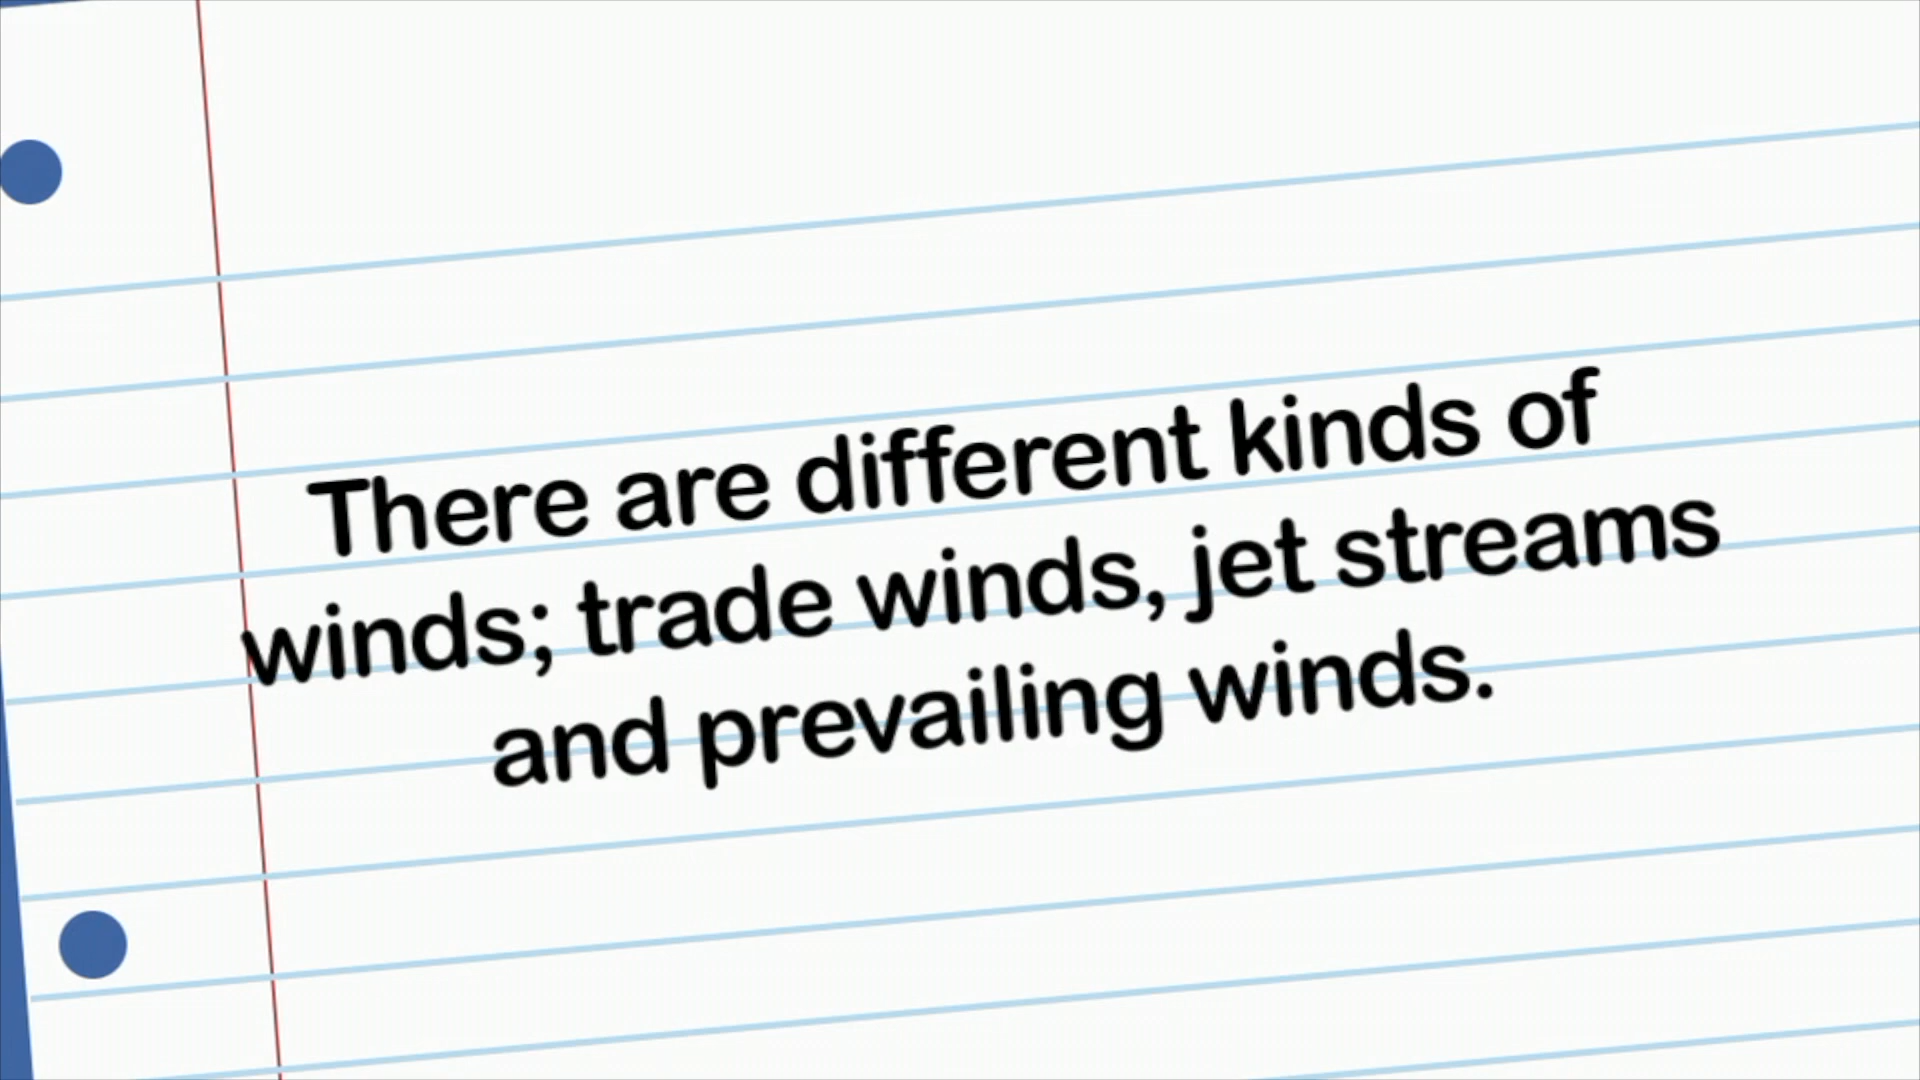 There are different kinds of
winds; trade winds, jet streams
and prevailing winds.